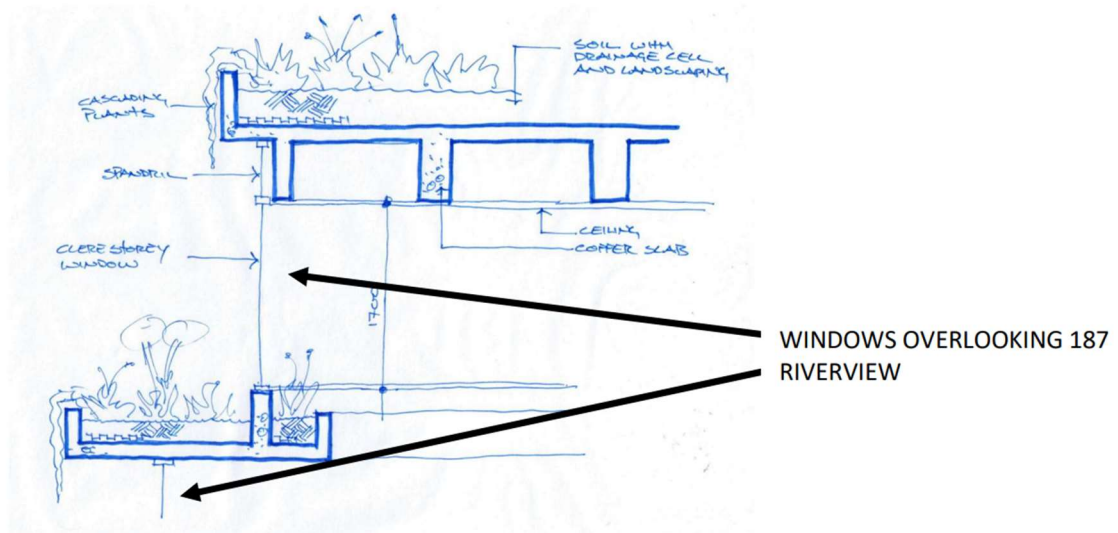 SOIL WITH
DRAINAGE CELL
AND LANDSCAPING
CASCADING
PLANTS
SPANDRIL
CEILING
COFFER SLAB
CLERE STOREY
WINDOW
1700
WINDOWS OVERLOOKING 187
RIVERVIEW